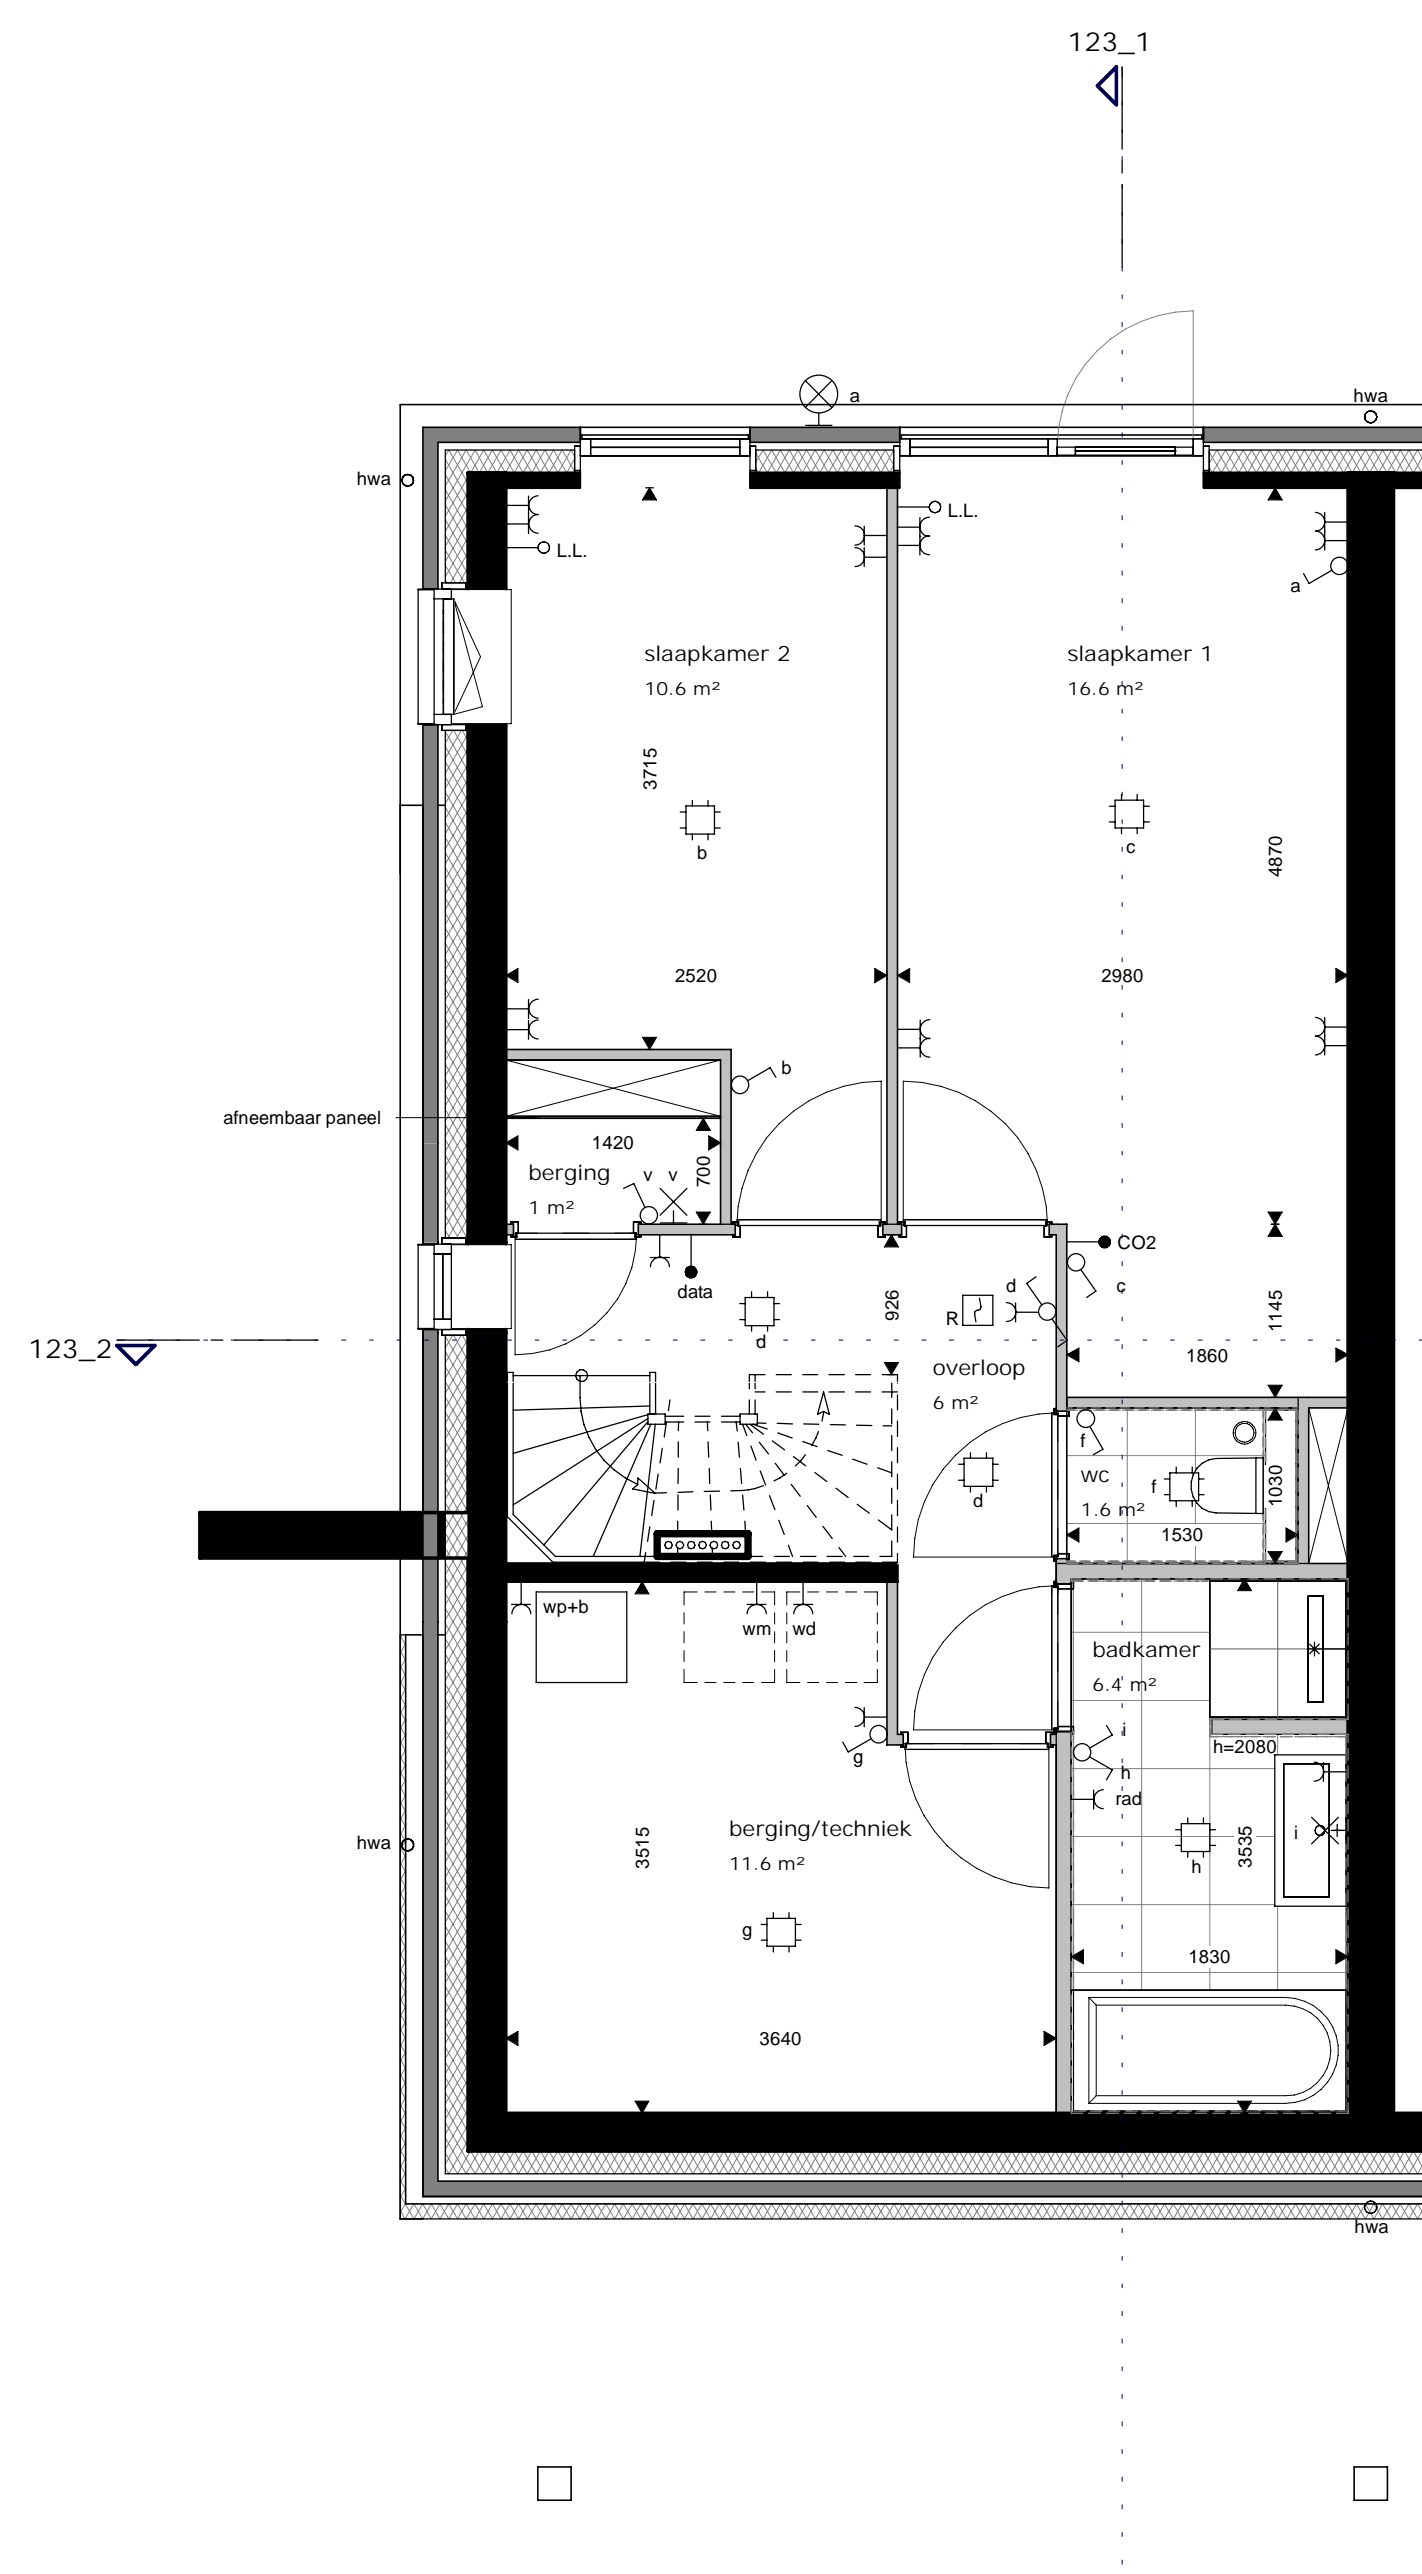 123_1
a
hwa
hwa
L.L.
L.L.
a
slaapkamer 2
10.6 m²
slaapkamer 1
16.6 m²
3715
b
c
4870
2520
2980
b
afneembaar paneel
1420
700
berging
1 m²
v
v
CO2
c
data
d
926
R
d
1145
123_2
1860
overloop
6 m²
f
wc
1.6 m²
f
1030
d
1530
wp+b
wm
wd
badkamer
6.4 m²
g
i
h=2080
h
rad
berging/techniek
11.6 m²
hwa
3515
i
3535
h
g
1830
3640
hwa